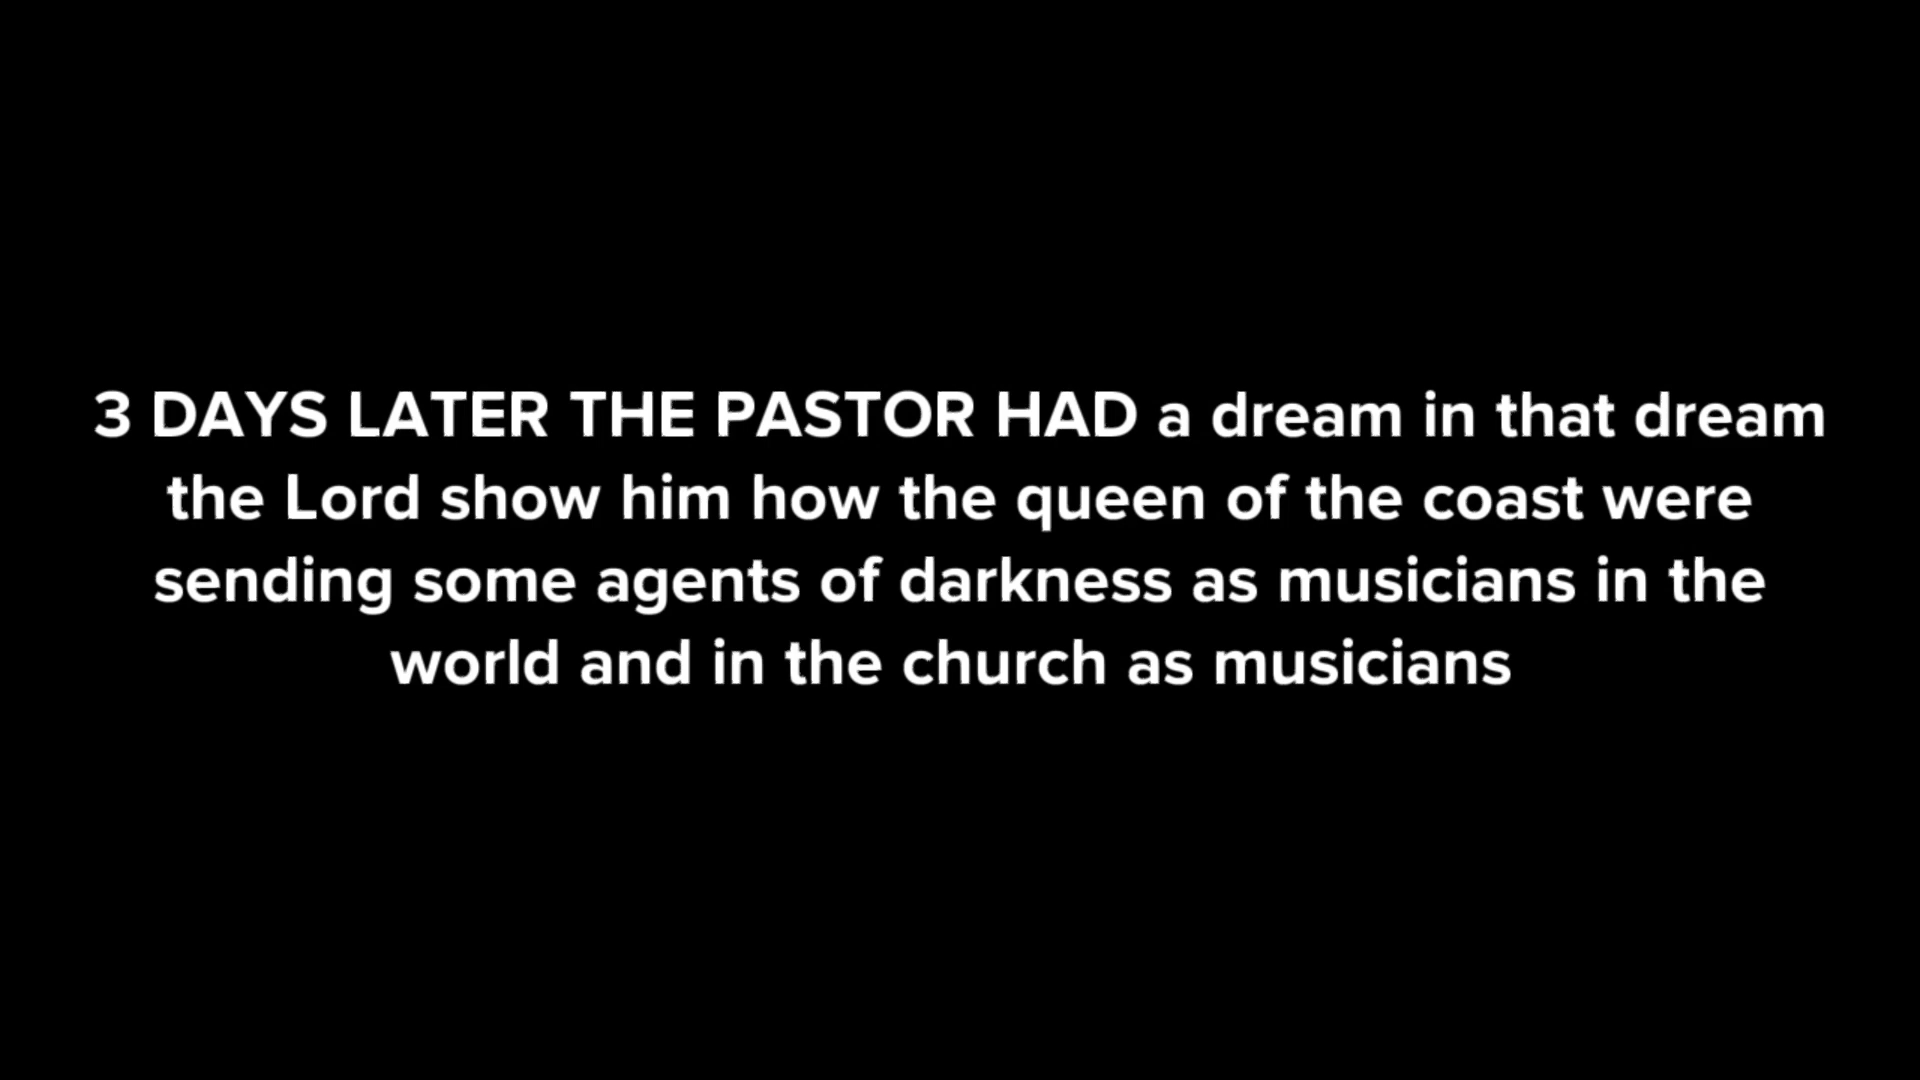 3 DAYS LATER THE PASTOR HAD a dream in that dream
the Lord show him how the queen of the coast were
sending some agents of darkness as musicians in the
world and in the church as musicians